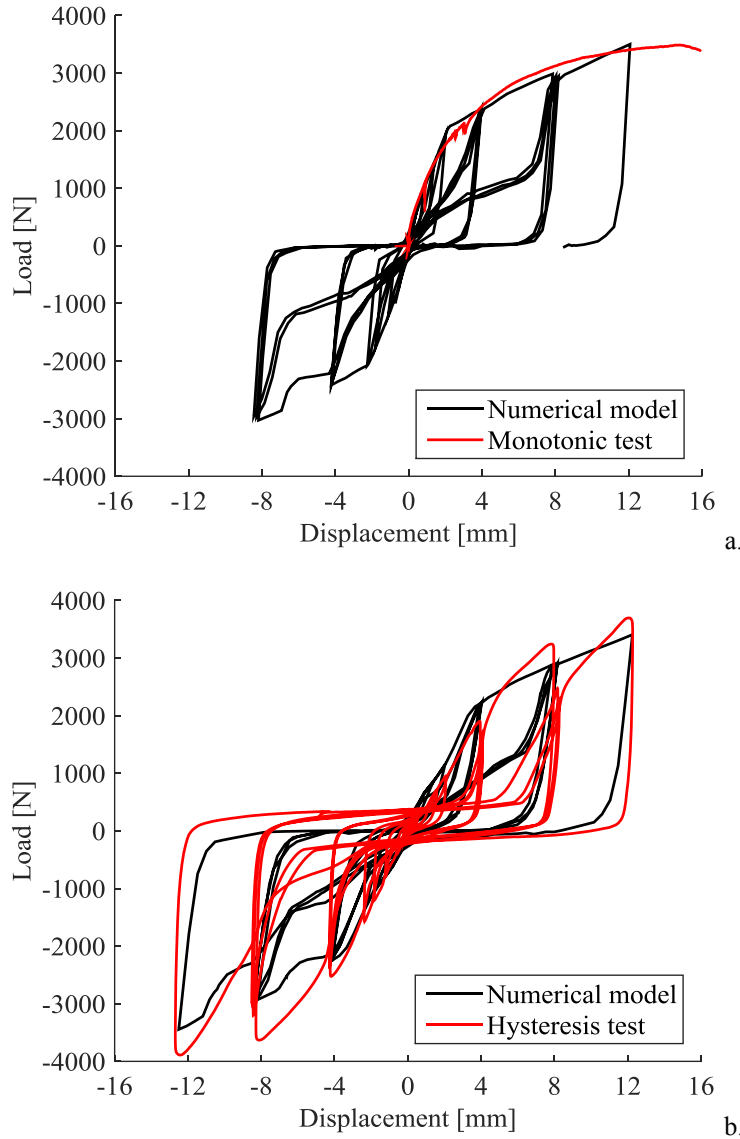 4000
3000
2000
1000
0
-1000
-2000
-3000
-4000
Load [N]
Numerical model
Monotonic test
-16 -12 -8 -4 0 4 8 12 16
Displacement [mm]
a.
4000
3000
2000
1000
0
-1000
-2000
-3000
-4000
Load [N]
Numerical model
Hysteresis test
-16 -12 -8 -4 0 4 8 12 16
Displacement [mm]
b.